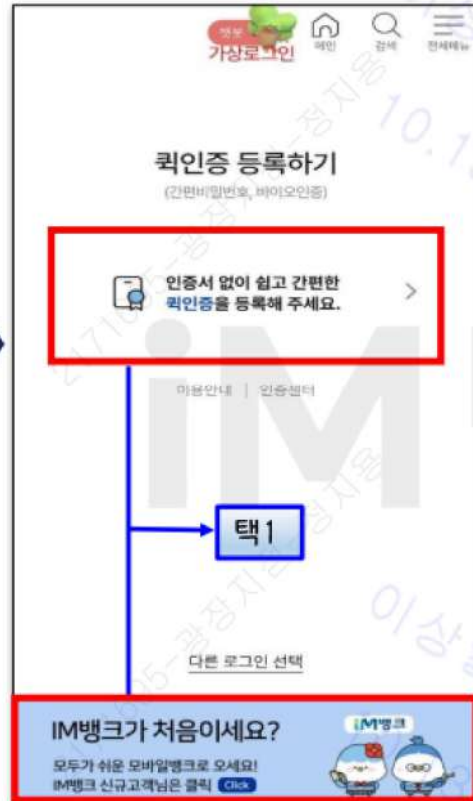 챗봇
가상로그인
메인
검색
전체메뉴
퀵인증 등록하기
(간편비밀번호, 바이오인증)
인증서 없이 쉽고 간편한
퀵인증을 등록해 주세요.
이용안내 | 인증센터
iM
택1
다른 로그인 선택
IM뱅크가 처음이세요?
iM뱅크
모두가 쉬운 모바일뱅크로 오세요!
IM뱅크 신규고객님은 클릭 Click